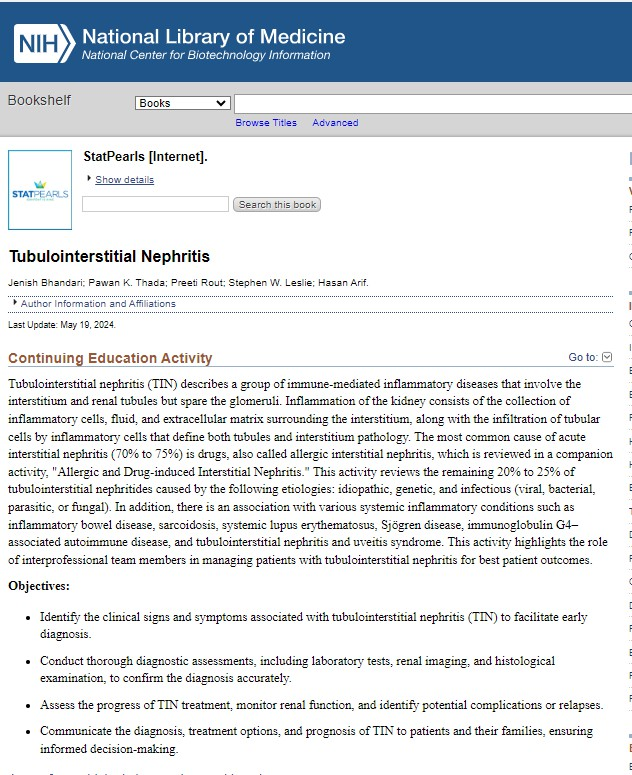 NIH
National Library of Medicine
National Center for Biotechnology Information
Bookshelf
Books
Browse Titles Advanced
STATPEARLS
StatPearls [Internet].
Show details
Search this book
Tubulointerstitial Nephritis
Jenish Bhandari; Pawan K. Thada; Preeti Rout; Stephen W. Leslie; Hasan Arif.
Author Information and Affiliations
Last Update: May 19, 2024.
Continuing Education Activity
Go to:
Tubulointerstitial nephritis (TIN) describes a group of immune-mediated inflammatory diseases that involve the
interstitium and renal tubules but spare the glomeruli. Inflammation of the kidney consists of the collection of
inflammatory cells, fluid, and extracellular matrix surrounding the interstitium, along with the infiltration of tubular
cells by inflammatory cells that define both tubules and interstitium pathology. The most common cause of acute
interstitial nephritis (70% to 75%) is drugs, also called allergic interstitial nephritis, which is reviewed in a companion
activity, "Allergic and Drug-induced Interstitial Nephritis." This activity reviews the remaining 20% to 25% of
tubulointerstitial nephritides caused by the following etiologies: idiopathic, genetic, and infectious (viral, bacterial,
parasitic, or fungal). In addition, there is an association with various systemic inflammatory conditions such as
inflammatory bowel disease, sarcoidosis, systemic lupus erythematosus, Sjögren disease, immunoglobulin G4–
associated autoimmune disease, and tubulointerstitial nephritis and uveitis syndrome. This activity highlights the role
of interprofessional team members in managing patients with tubulointerstitial nephritis for best patient outcomes.
Objectives:
• Identify the clinical signs and symptoms associated with tubulointerstitial nephritis (TIN) to facilitate early
diagnosis.
• Conduct thorough diagnostic assessments, including laboratory tests, renal imaging, and histological
examination, to confirm the diagnosis accurately.
• Assess the progress of TIN treatment, monitor renal function, and identify potential complications or relapses.
• Communicate the diagnosis, treatment options, and prognosis of TIN to patients and their families, ensuring
informed decision-making.